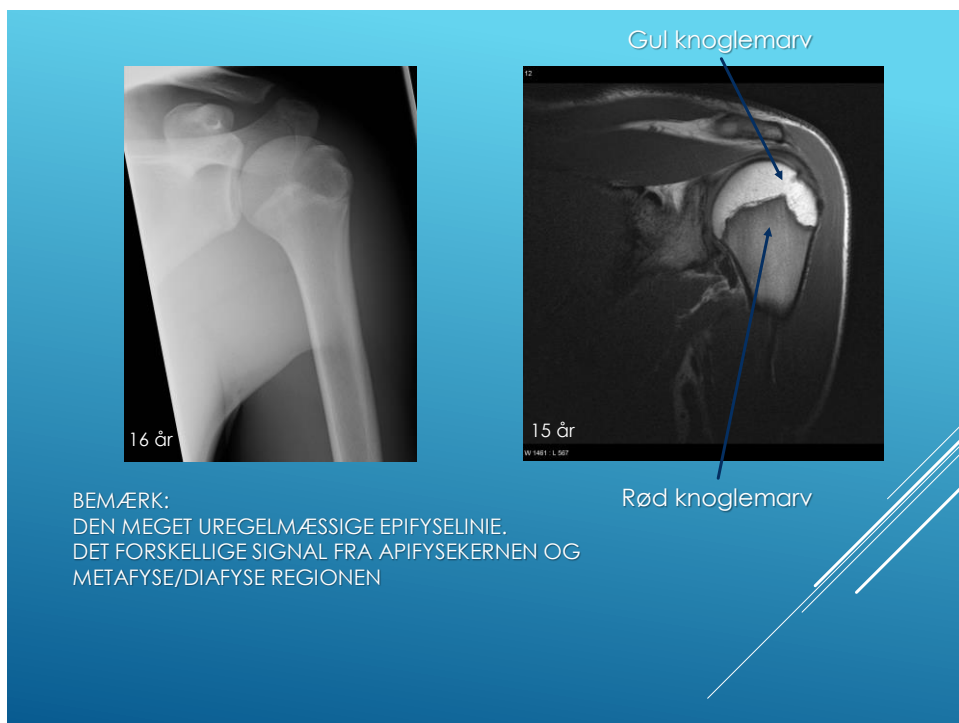 Gul knoglemarv
12
16 år
15 år
W 1461 : L 567
Rød knoglemarv
BEMÆRK:
DEN MEGET UREGELMÆSSIGE EPIFYSELINIE.
DET FORSKELLIGE SIGNAL FRA APIFYSEKERNEN OG
METAFYSE/DIAFYSE REGIONEN